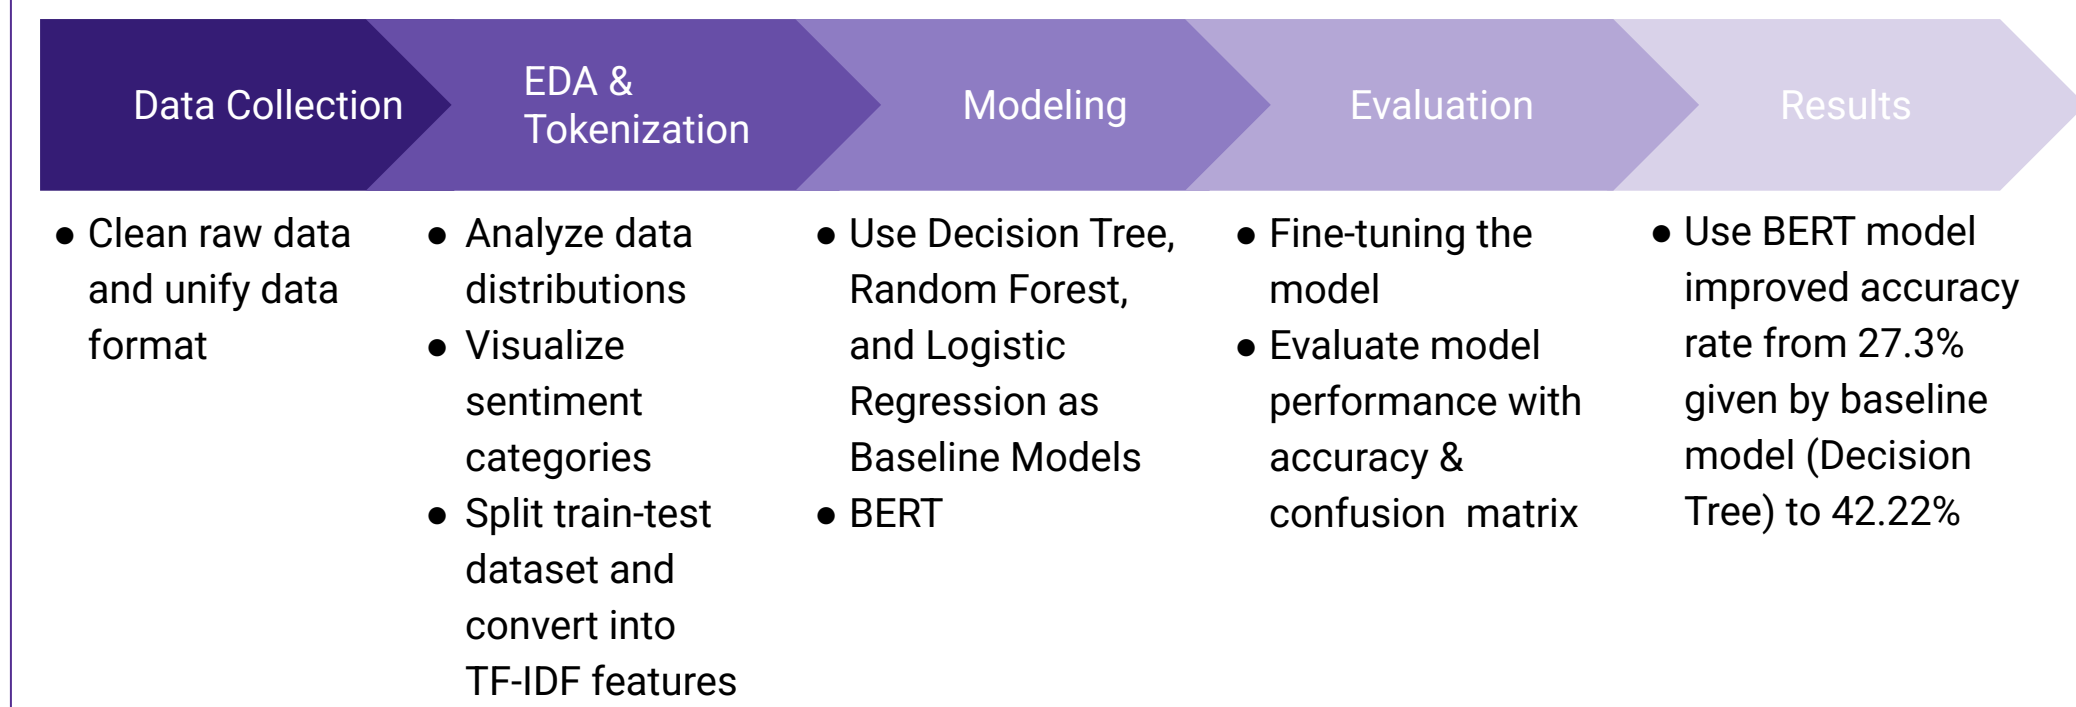 Data Collection
EDA &
Tokenization
Modeling
Evaluation
Results
● Clean raw data
and unify data
format
● Analyze data
distributions
● Visualize
sentiment
categories
● Split train-test
dataset and
convert into
TF-IDF features
● Use Decision Tree,
Random Forest,
and Logistic
Regression as
Baseline Models
● BERT
● Fine-tuning the
model
● Evaluate model
performance with
accuracy &
confusion  matrix
● Use BERT model
improved accuracy
rate from 27.3%
given by baseline
model (Decision
Tree) to 42.22%